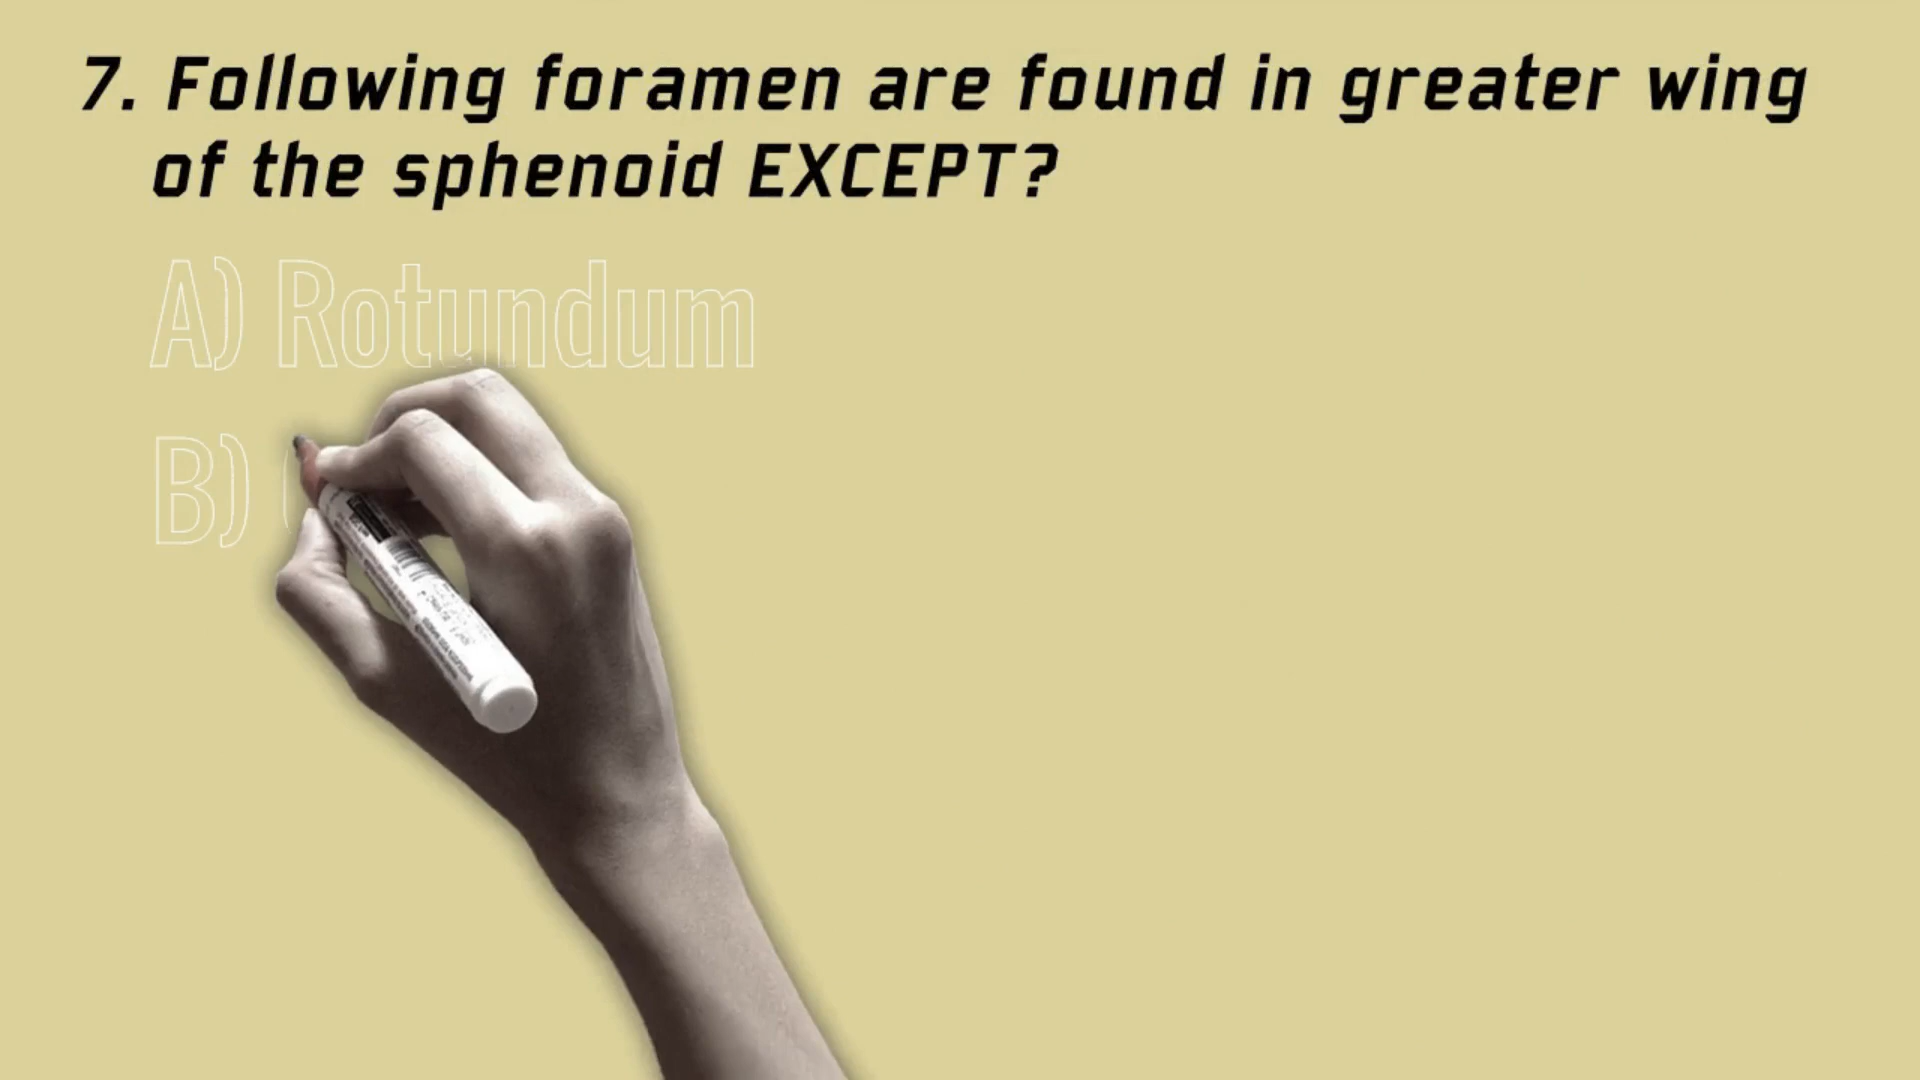 7. Following foramen are found in greater wing
of the sphenoid EXCEPT?
A) Rotundum
B)